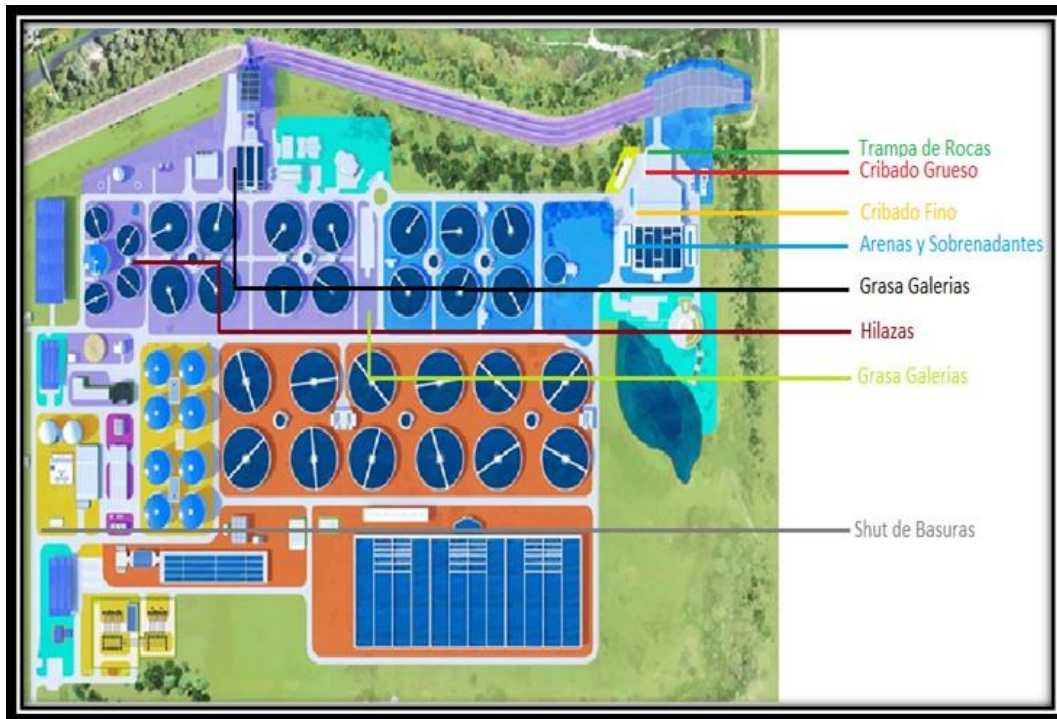 Trampa de Rocas
Cribado Grueso
Cribado Fino
Arenas y Sobrenadantes
Grasa Galerias
Hilazas
Grasa Galerias
Shut de Basuras